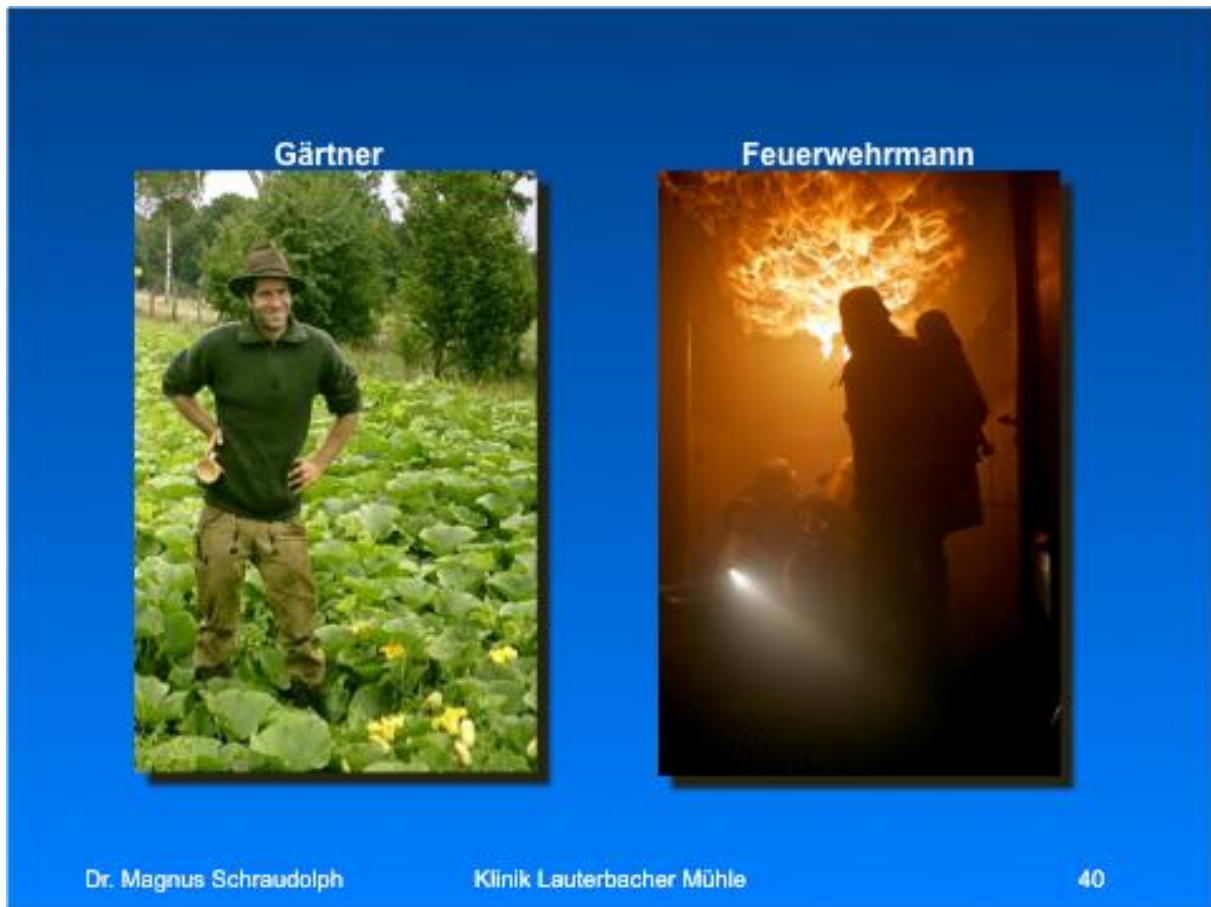 Gärtner
Feuerwehrmann
Dr. Magnus Schraudolph
Klinik Lauterbacher Mühle
40